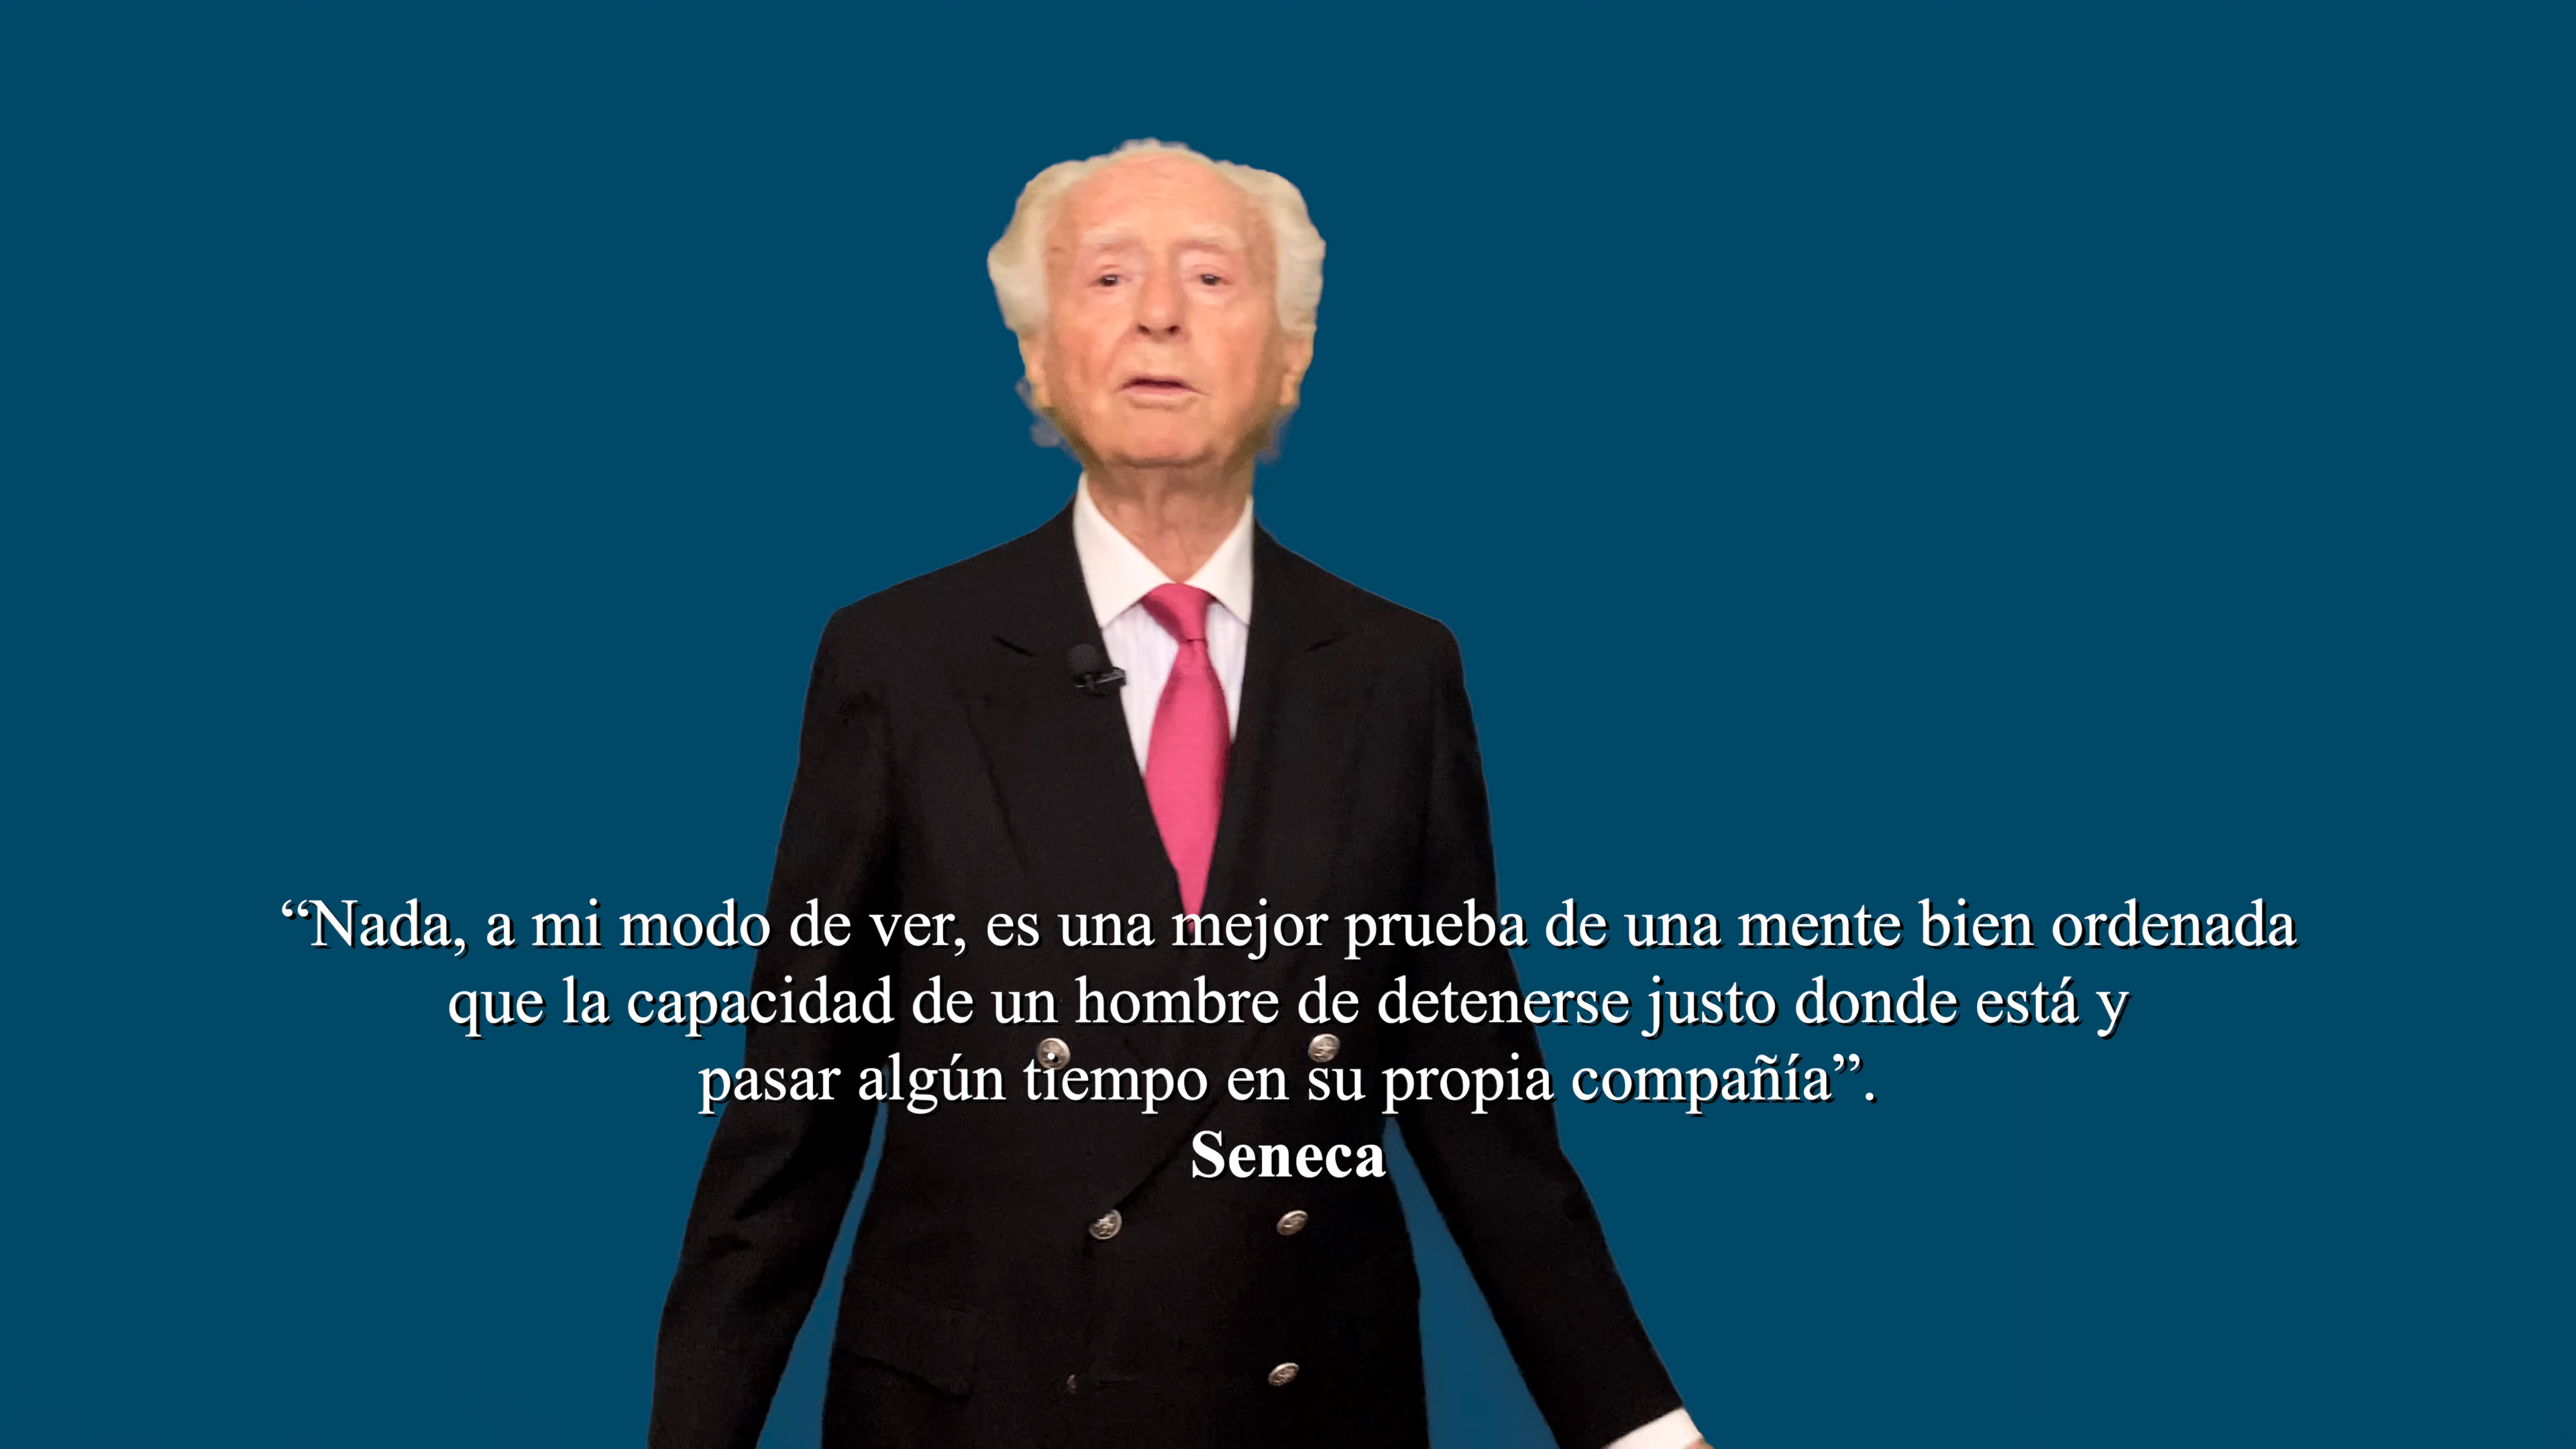 “Nada, a mi modo de ver, es una mejor prueba de una mente bien ordenada
que la capacidad de un hombre de detenerse justo donde está y
pasar algún tiempo en su propia compañía”.
Seneca